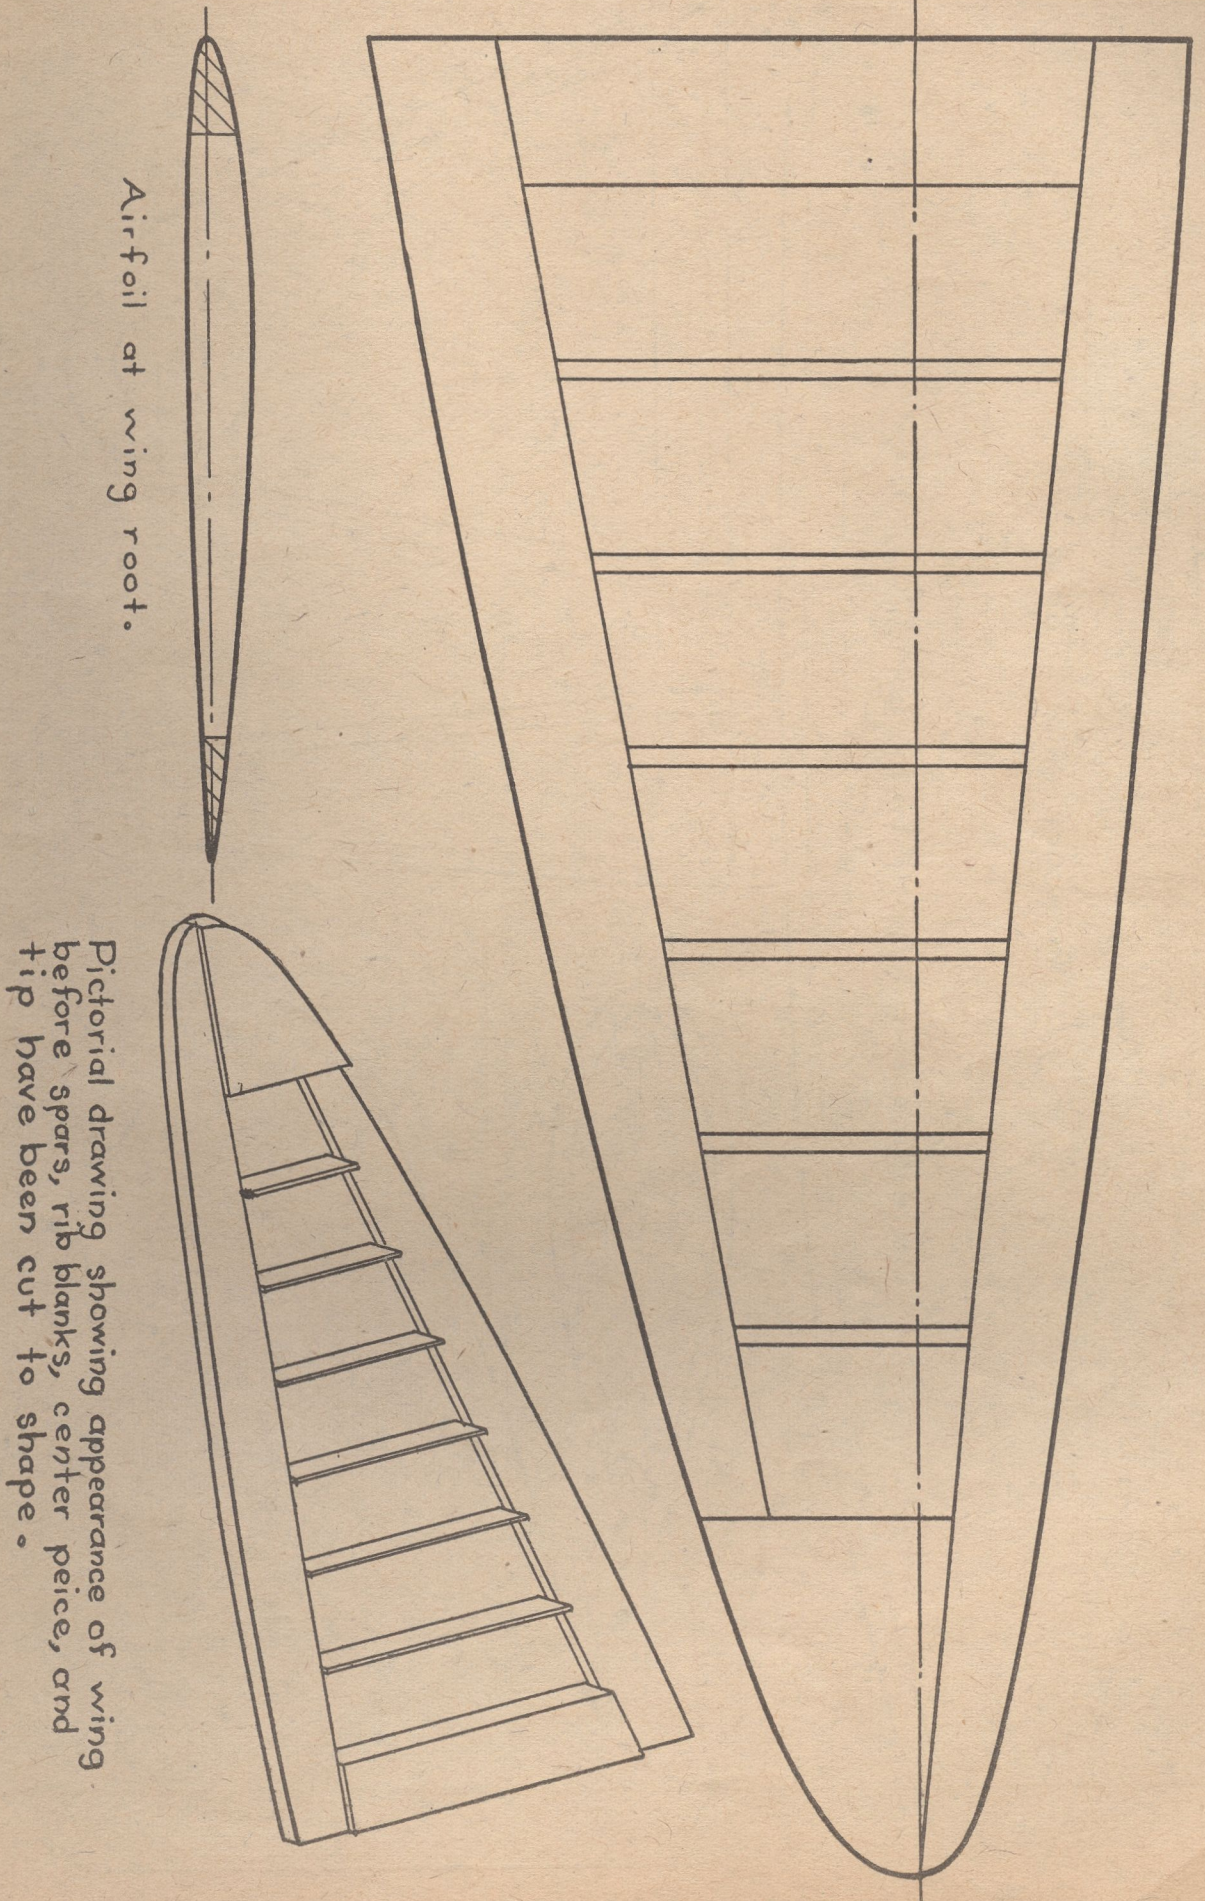 Airfoil at wing root.
Pictorial drawing showing appearance of wing
before spars, rib blanks, center peice, and
tip have been cut to shape.